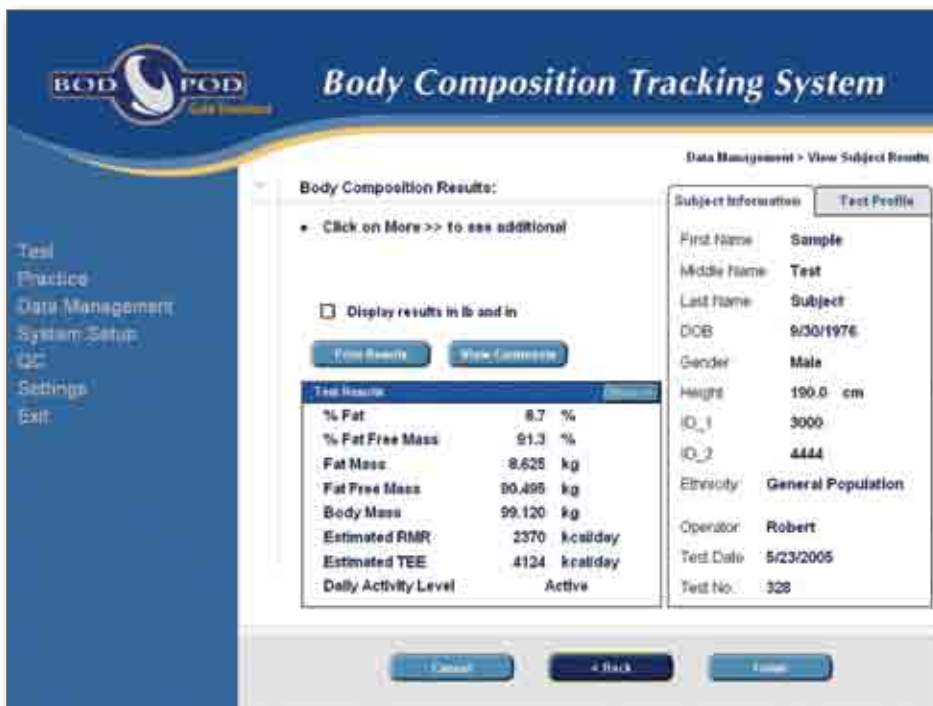 BOD POD
Gold Standard
Body Composition Tracking System
Data Management > View Subject Results
Test
Practice
Data Management
System Setup
QC
Settings
Exit
Body Composition Results:
• Click on More >> to see additional
Display results in lb and in
Print Results View Comments
Test Results
% Fat 8.7 %
% Fat Free Mass 91.3 %
Fat Mass 8.625 kg
Fat Free Mass 90.495 kg
Body Mass 99.120 kg
Estimated RMR 2370 kcal/day
Estimated TEE 4124 kcal/day
Daily Activity Level Active
Subject Information Test Profile
First Name Sample
Middle Name Test
Last Name Subject
DOB 9/30/1976
Gender Male
Height 190.0 cm
ID_1 3000
ID_2 4444
Ethnicity General Population
Operator Robert
Test Date 5/23/2005
Test No. 328
Cancel < Back Finish